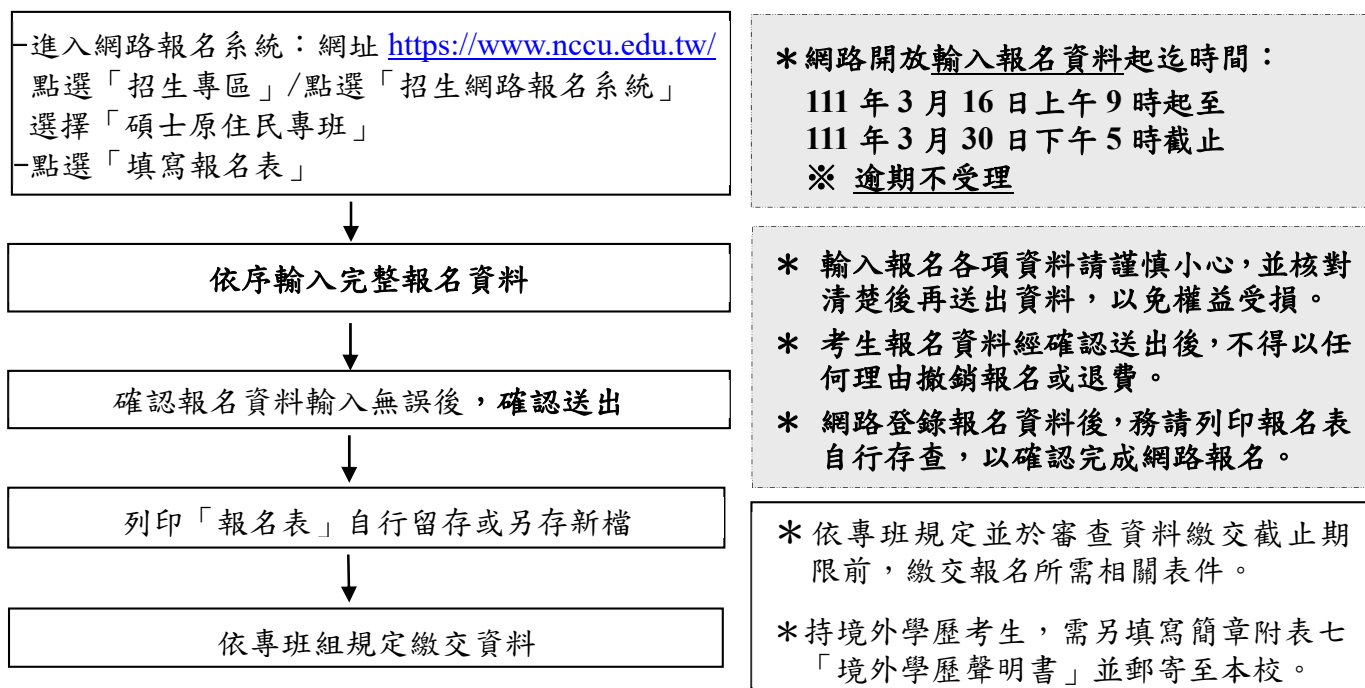 -進入網路報名系統：網址 https://www.nccu.edu.tw/
點選「招生專區」/點選「招生網路報名系統」
選擇「碩士原住民專班」
-點選「填寫報名表」
依序輸入完整報名資料
確認報名資料輸入無誤後，確認送出
列印「報名表」自行留存或另存新檔
依專班組規定繳交資料
＊網路開放輸入報名資料起迄時間：
111 年 3 月 16 日上午 9 時起至
111 年 3 月 30 日下午 5 時截止
※ 逾期不受理
＊ 輸入報名各項資料請謹慎小心，並核對
清楚後再送出資料，以免權益受損。
＊ 考生報名資料經確認送出後，不得以任
何理由撤銷報名或退費。
＊ 網路登錄報名資料後，務請列印報名表
自行存查，以確認完成網路報名。
＊依專班規定並於審查資料繳交截止期
限前，繳交報名所需相關表件。
＊持境外學歷考生，需另填寫簡章附表七
「境外學歷聲明書」並郵寄至本校。